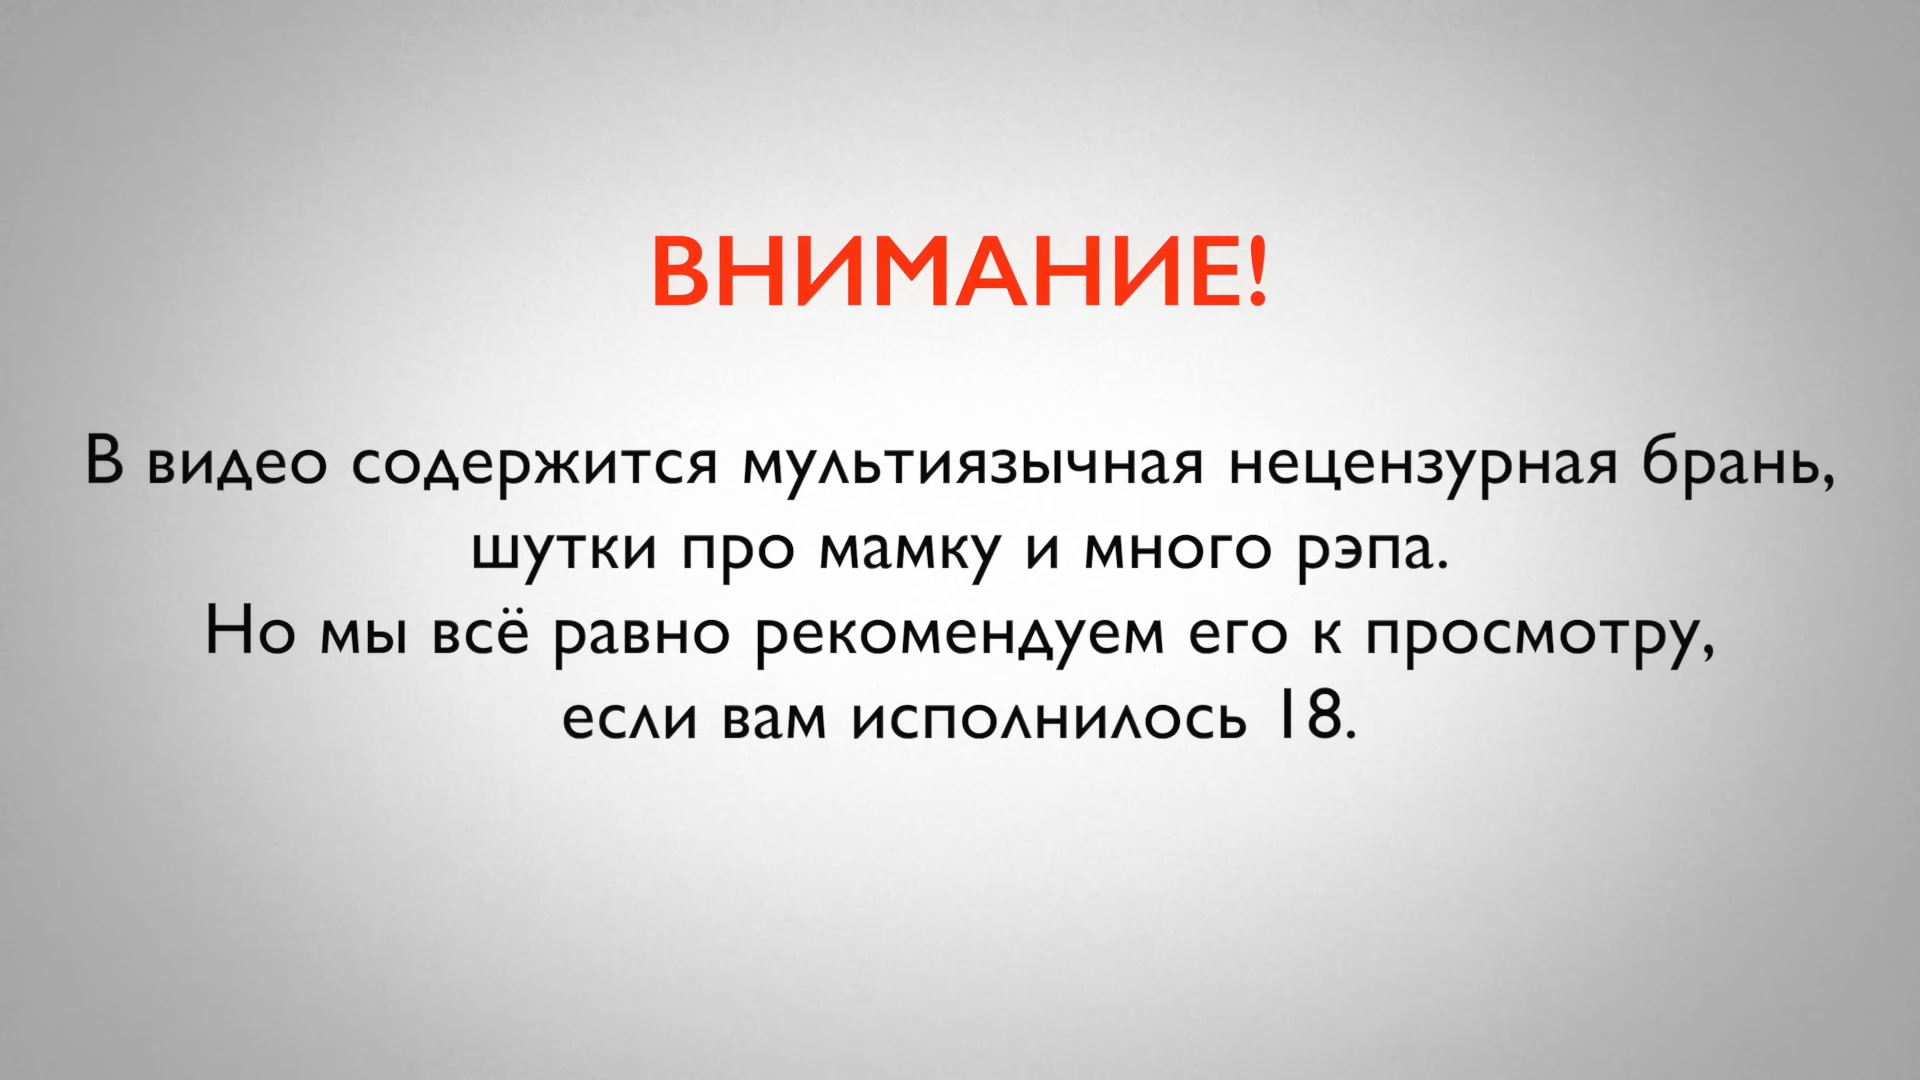 ВНИМАНИЕ!
В видео содержится мультиязычная нецензурная брань,
шутки про мамку и много рэпа.
Но мы всё равно рекомендуем его к просмотру,
если вам исполнилось 18.